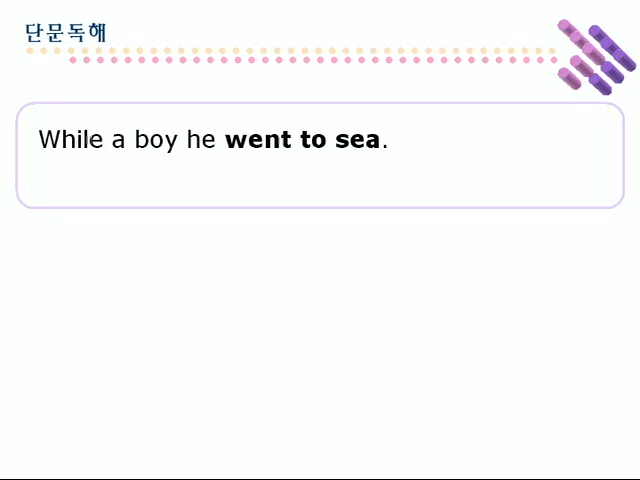 단문독해
While a boy he went to sea.